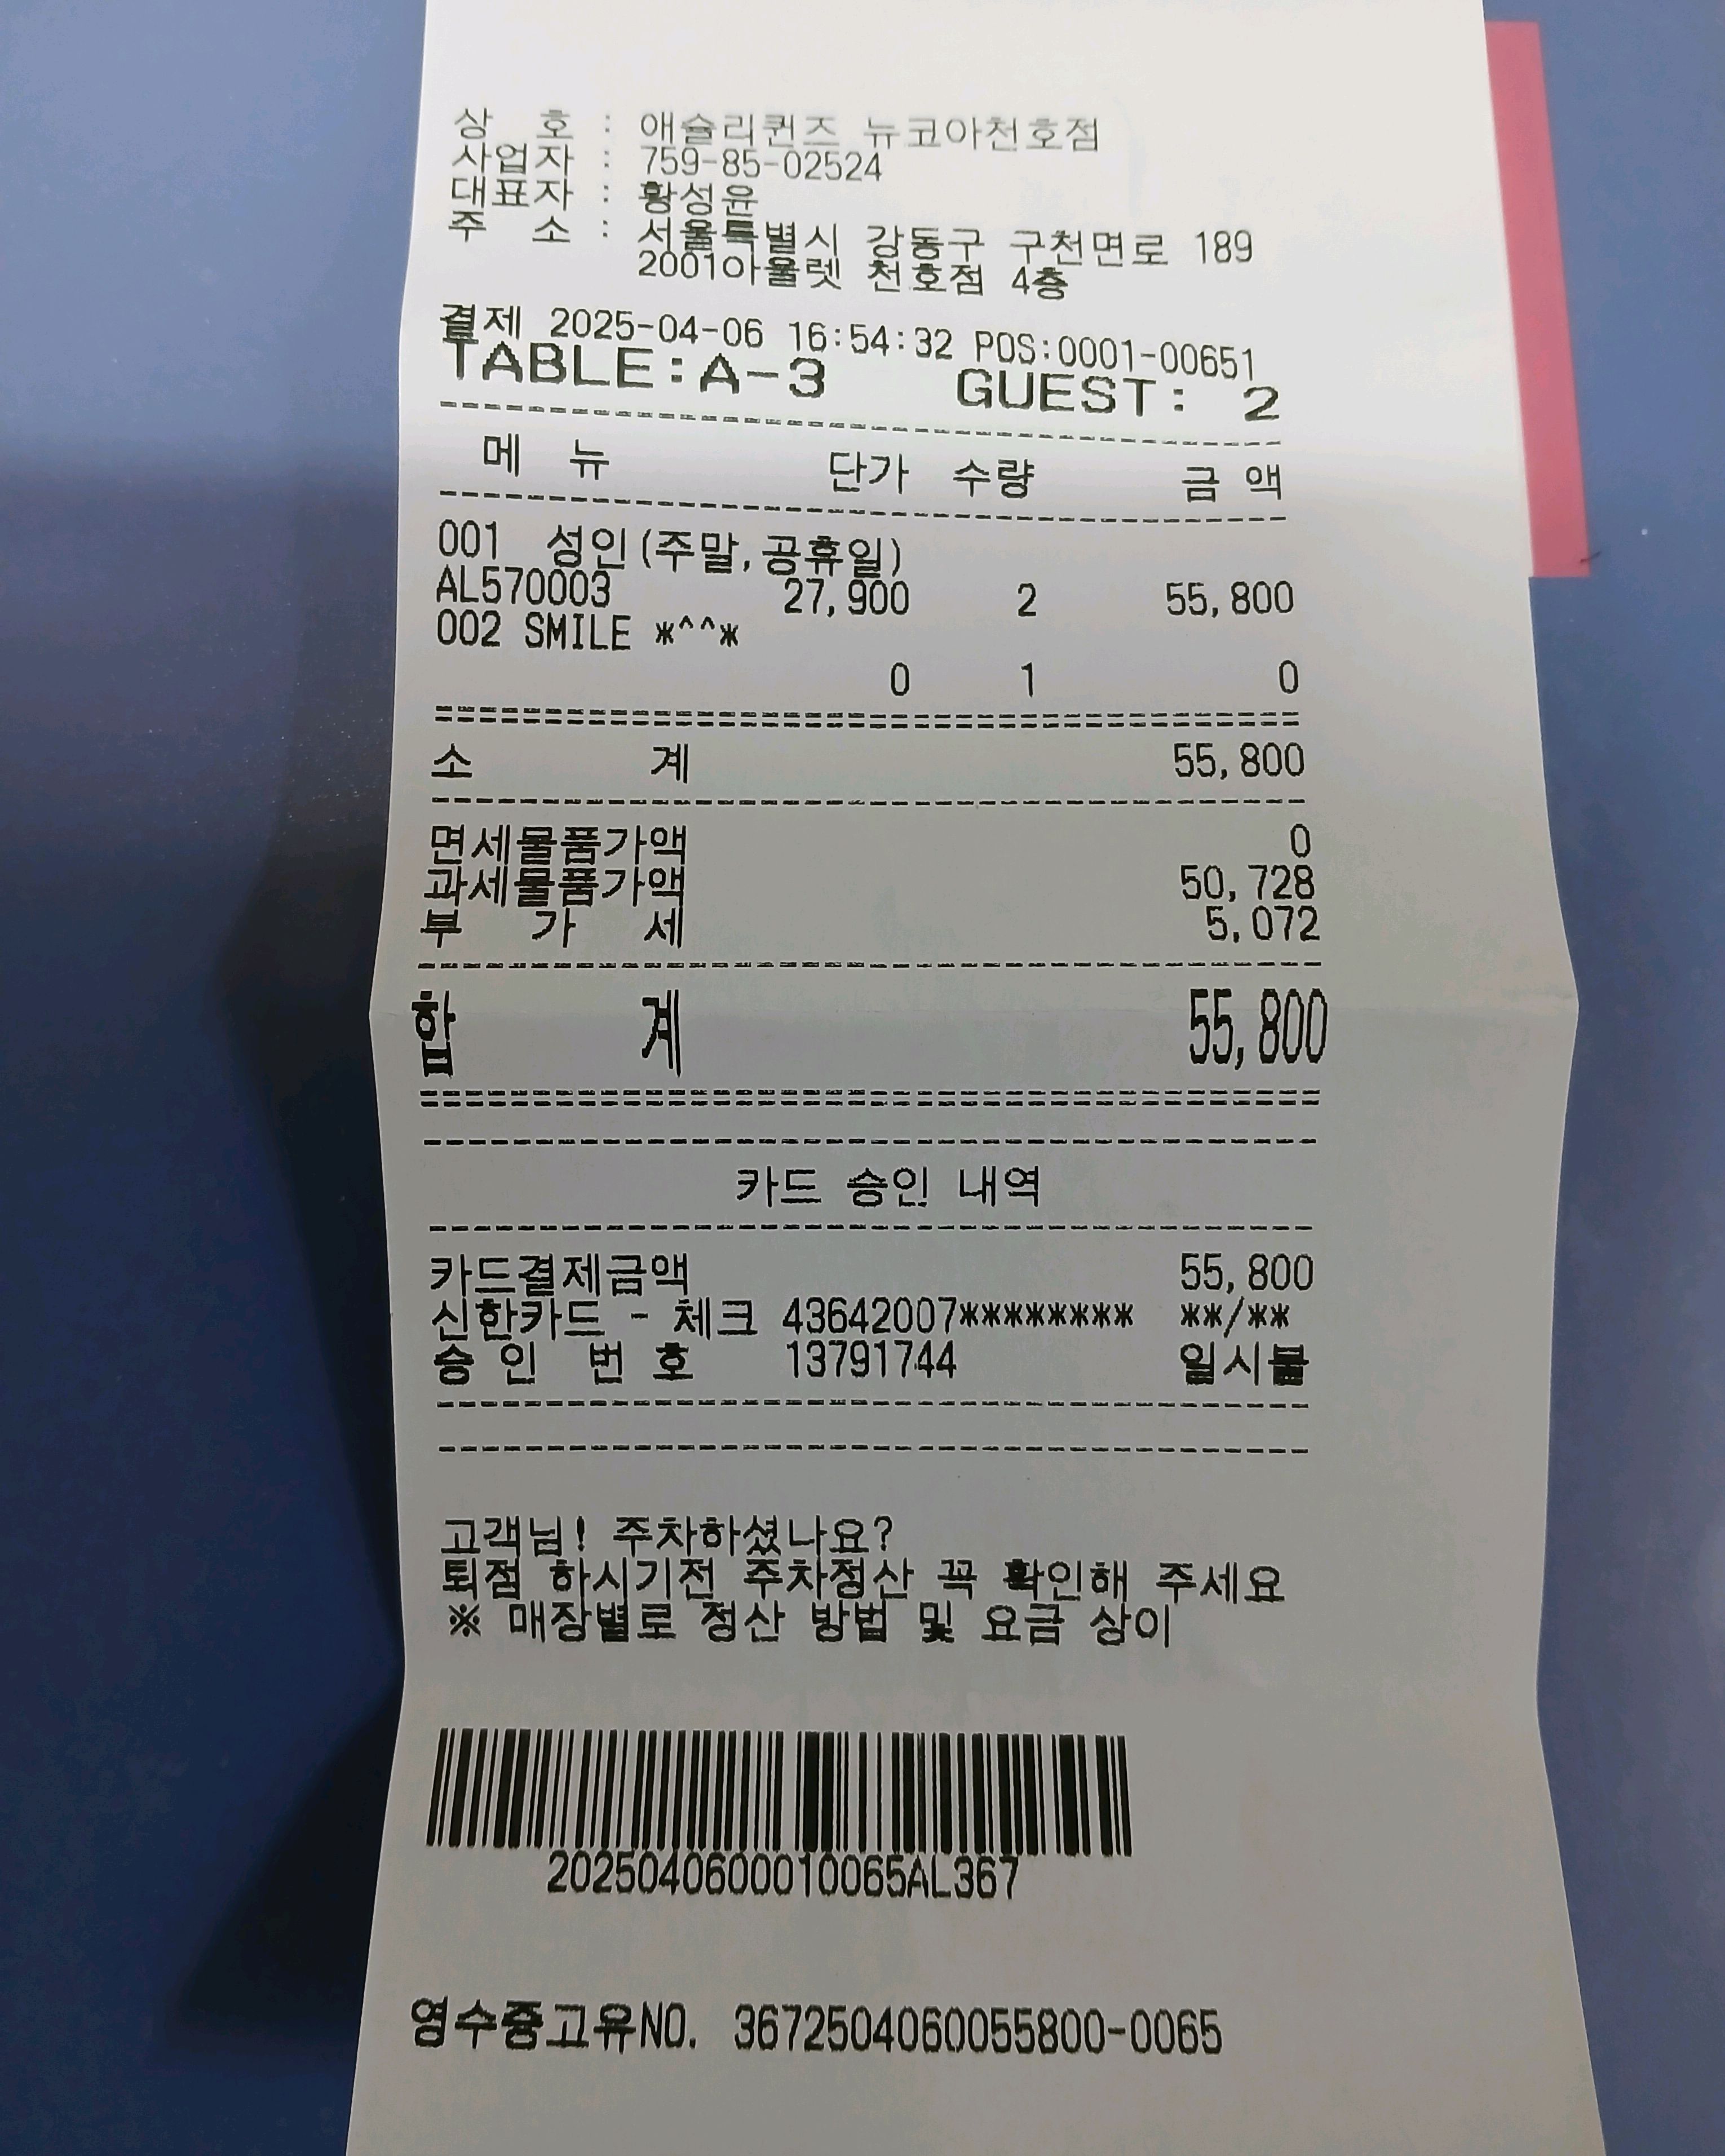 상 호 : 애슐리퀸즈 뉴코아천호점
사업자 : 759-85-02524
대표자 : 황성윤
주 소 : 서울특별시 강동구 구천면로 189
2001아울렛 천호점 4층
결제 2025-04-06 16:54:32 POS:0001-00651
TABLE:A-3 GUEST: 2
메 뉴 단가 수량 금 액
001 성인(주말,공휴일)
AL570003 27,900 2 55,800
002 SMILE *^^*
0 1 0
소 계 55,800
면세물품가액 0
과세물품가액 50,728
부 가 세 5,072
합 계 55,800
카드 승인 내역
카드결제금액 55,800
신한카드 - 체크 43642007******** **/**
승 인 번 호 13791744 일시불
고객님! 주차하셨나요?
퇴점 하시기전 주차정산 꼭 확인해 주세요
※ 매장별로 정산 방법 및 요금 상이
2025040600010065AL367
영수증고유NO. 3672504060055800-0065